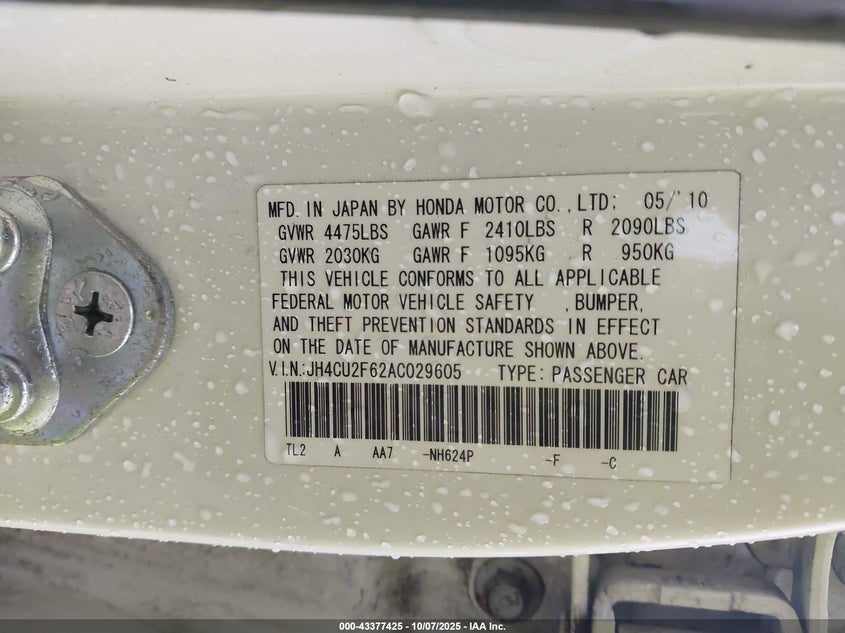 MFD. IN JAPAN BY HONDA MOTOR CO.,LTD; 05/'10
GVWR 4475LBS GAWR F 2410LBS R 2090LBS
GVWR 2030KG GAWR F 1095KG . R 950KG
THIS VEHICLE CONFORMS TO ALL APPLICABLE
FEDERAL MOTOR VEHICLE SAFETY , BUMPER,
AND THEFT PREVENTION STANDARDS IN EFFECT
ON THE DATE OF MANUFACTURE SHOWN ABOVE.
V.I.N.:JH4CU2F62AC029605 TYPE: PASSENGER CAR
TL2 A AA7 -NH624P -F -C
000-43377425 - 10/07/2025 - IAA Inc.